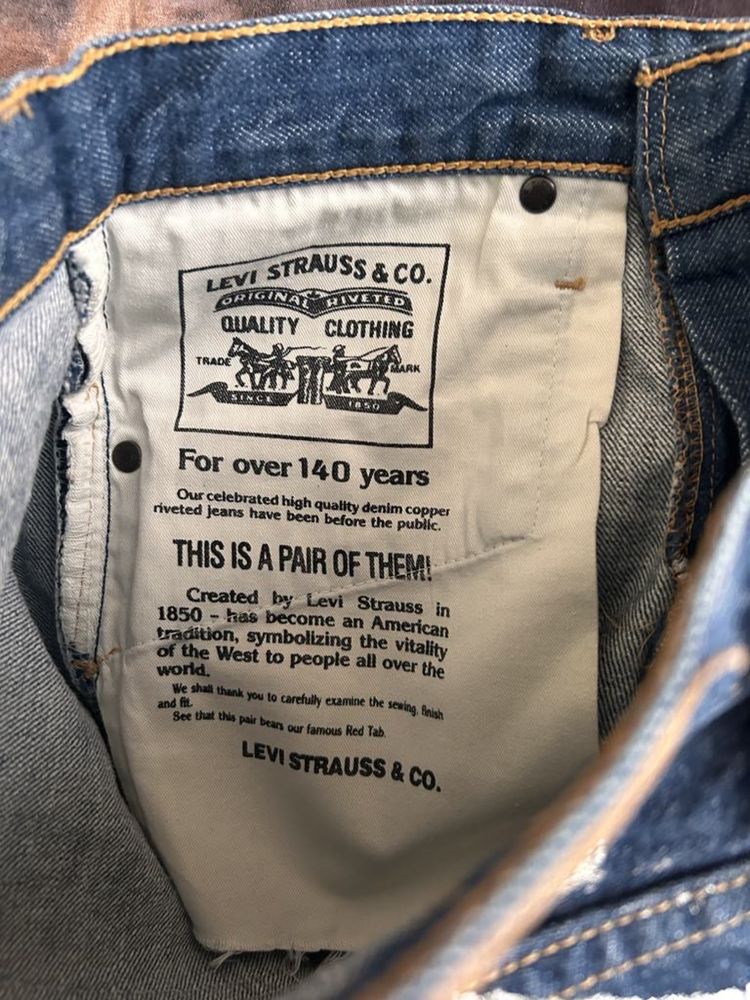 LEVI STRAUSS & CO.
ORIGINAL RIVETED
QUALITY CLOTHING
TRADE MARK
SINCE 1850
For over 140 years
Our celebrated high quality denim copper
riveted jeans have been before the public.
THIS IS A PAIR OF THEM!
Created by Levi Strauss in
1850 - has become an American
tradition, symbolizing the vitality
of the West to people all over the
world.
We shall thank you to carefully examine the sewing, finish
and fit.
See that this pair bears our famous Red Tab.
LEVI STRAUSS & CO.